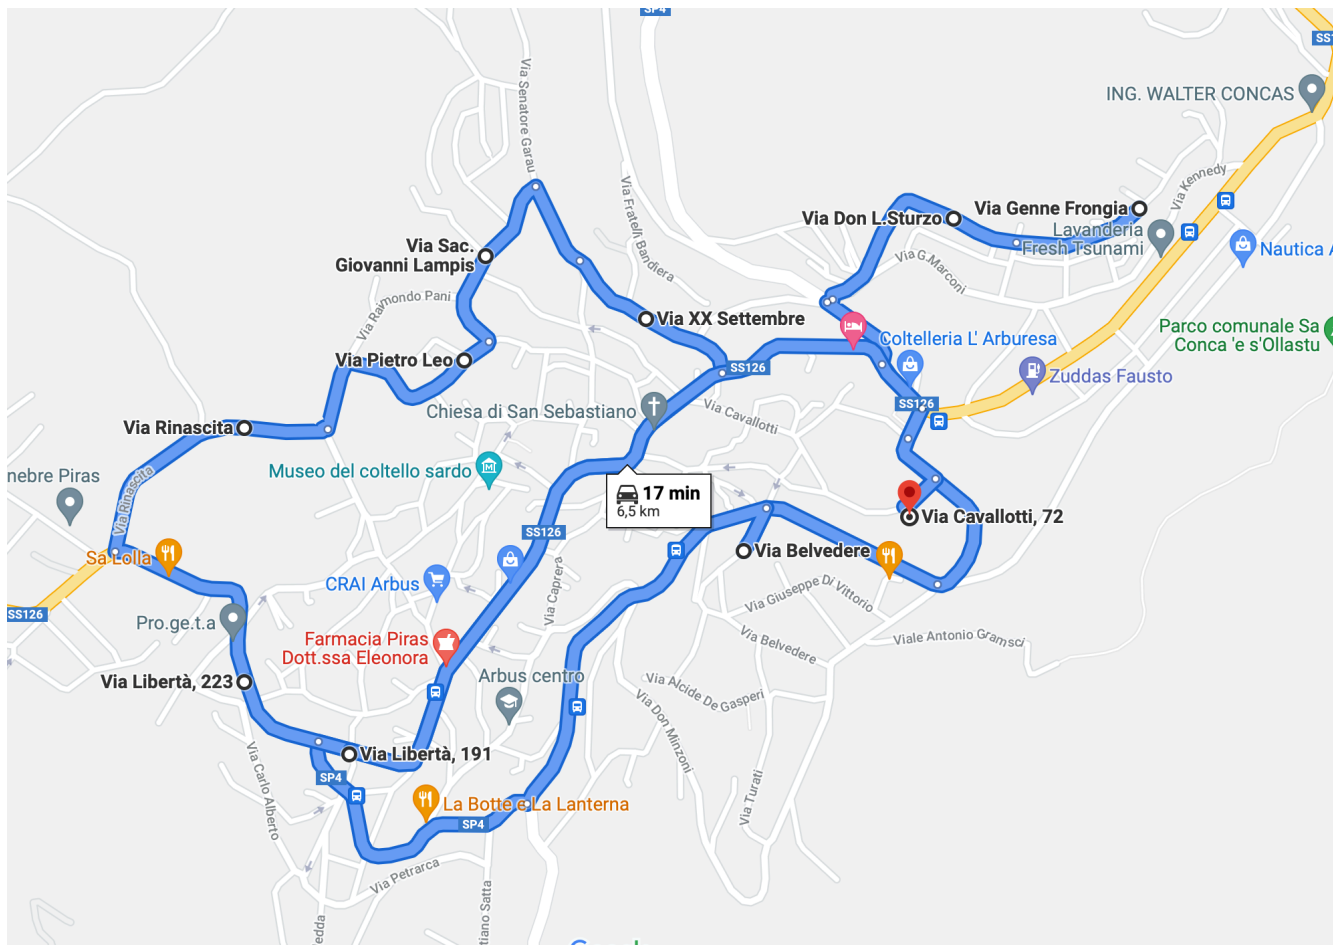 SP4
SS1
ING. WALTER CONCAS
Via Senatore Garau
Via Kennedy
Via Fratelli Bandiera
Via Don L.Sturzo
Via Genne Frongia
Lavanderia
Fresh Tsunami
Nautica A
Via Sac.
Giovanni Lampis
Via G.Marconi
Via Raimondo Pani
Via XX Settembre
Parco comunale Sa
Conca 'e s'Ollastu
Coltelleria L' Arburesa
Via Pietro Leo
SS126
Zuddas Fausto
Chiesa di San Sebastiano
Via Cavallotti
SS126
Via Rinascita
Museo del coltello sardo
nebre Piras
Via Rinascita
17 min
6,5 km
Via Cavallotti, 72
SS126
Sa Lolla
Via Belvedere
CRAI Arbus
Via Caprera
Via Giuseppe Di Vittorio
SS126
Pro.ge.t.a
Farmacia Piras
Dott.ssa Eleonora
Via Belvedere
Viale Antonio Gramsci
Arbus centro
Via Libertà, 223
Via Alcide De Gasperi
Via Don Minzoni
Via Libertà, 191
Via Carlo Alberto
SP4
Via Turati
La Botte e La Lanterna
SP4
Via Petrarca
tiano Satta
ledda